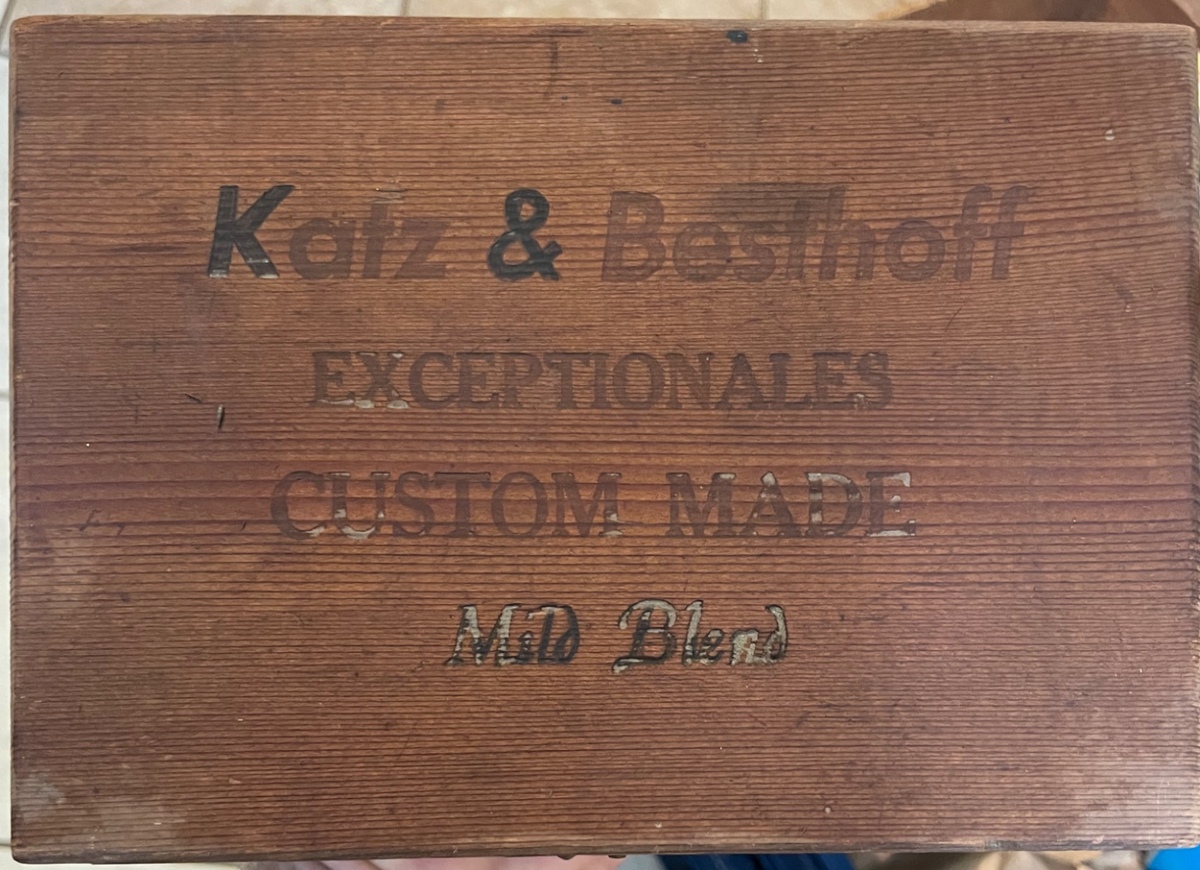 Katz & Besthoff
EXCEPTIONALES
CUSTOM MADE
Mild Blend